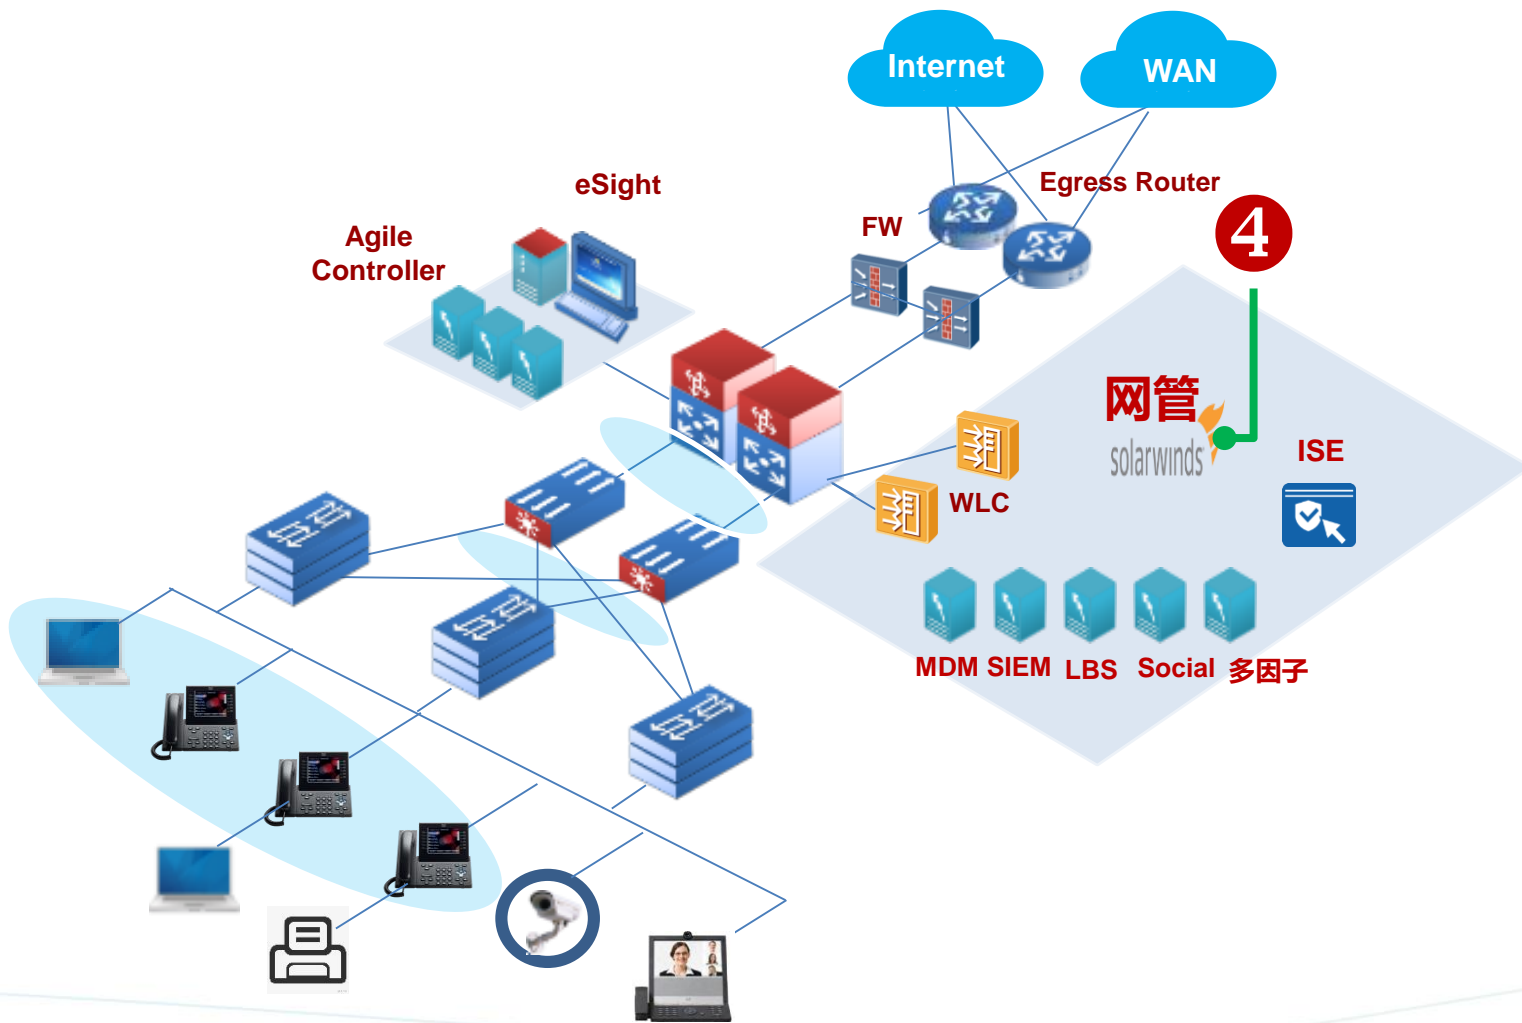 Internet
WAN
eSight
Egress Router
FW
4
Agile
Controller
网管
solarwinds
ISE
WLC
MDM
SIEM
LBS
Social
多因子